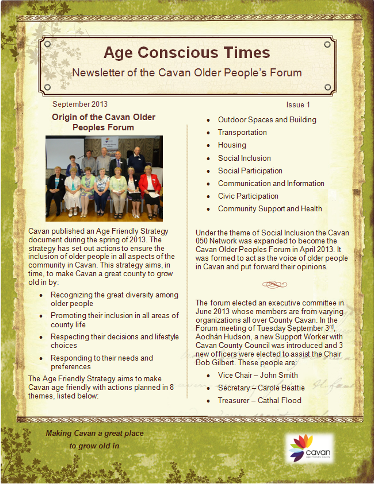 Age Conscious Times
Newsletter of the Cavan Older People's Forum
September 2013
Issue 1
Origin of the Cavan Older
Peoples Forum
Cavan published an Age Friendly Strategy
document during the spring of 2013. The
strategy has set out actions to ensure the
inclusion of older people in all aspects of the
community in Cavan. This strategy aims, in
time, to make Cavan a great county to grow
old in by:
• Recognizing the great diversity among
older people
• Promoting their inclusion in all areas of
county life
• Respecting their decisions and lifestyle
choices
• Responding to their needs and
preferences
The Age Friendly Strategy aims to make
Cavan age friendly with actions planned in 8
themes, listed below:
• Outdoor Spaces and Building
• Transportation
• Housing
• Social Inclusion
• Social Participation
• Communication and Information
• Civic Participation
• Community Support and Health
Under the theme of Social Inclusion the Cavan
050 Network was expanded to become the
Cavan Older Peoples Forum in April 2013. It
was formed to act as the voice of older people
in Cavan and put forward their opinions.
The forum elected an executive committee in
June 2013 whose members are from varying
organizations all over County Cavan. In the
Forum meeting of Tuesday September 3rd,
Aodhán Hudson, a new Support Worker with
Cavan County Council was introduced and 3
new officers were elected to assist the Chair
Bob Gilbert. These people are:
• Vice Chair – John Smith
• Secretary – Carole Beattie
• Treasurer – Cathal Flood
Making Cavan a great place
to grow old in
cavan